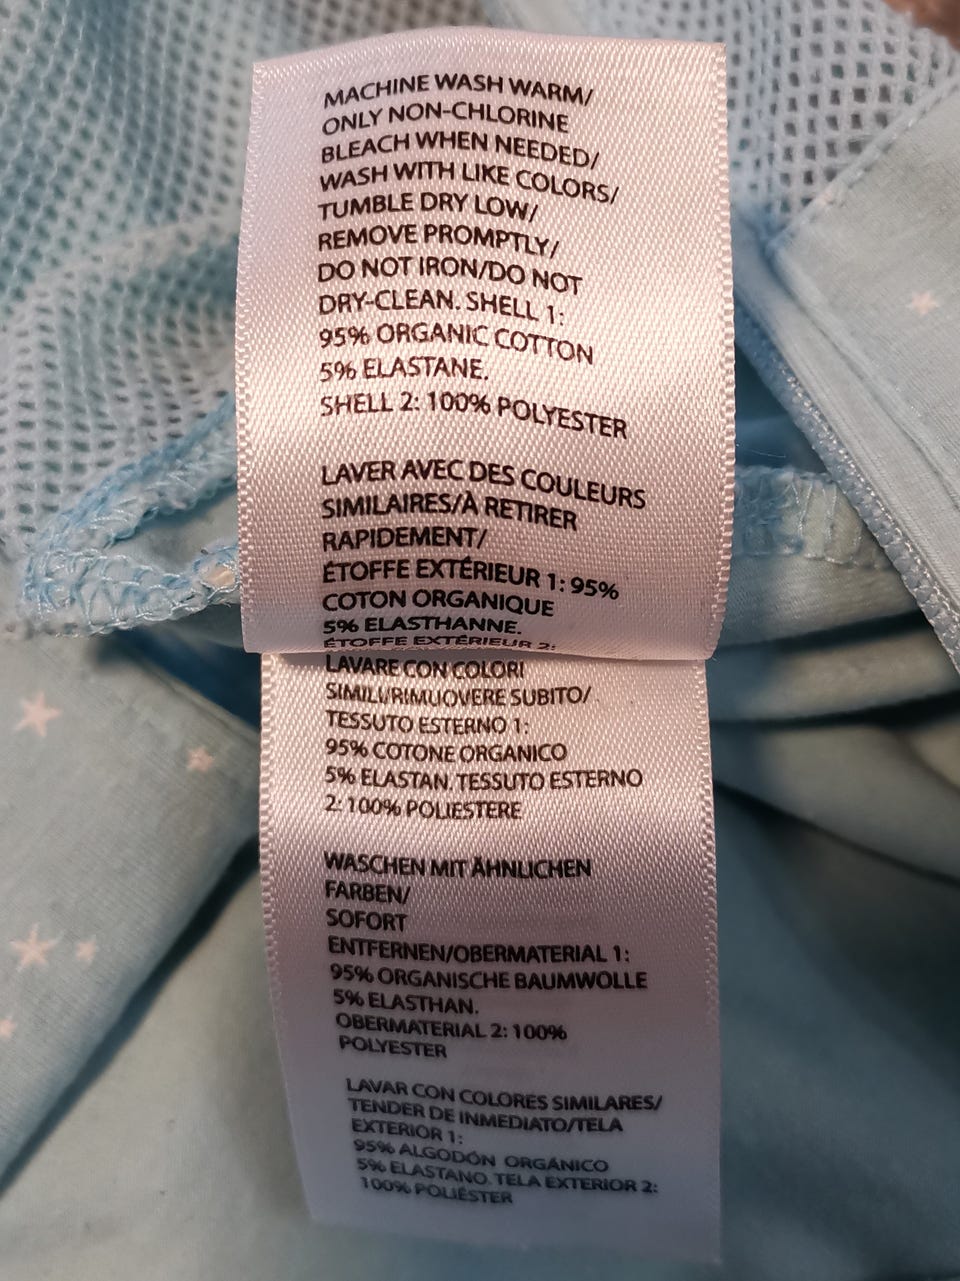 MACHINE WASH WARM/
ONLY NON-CHLORINE
BLEACH WHEN NEEDED/
WASH WITH LIKE COLORS/
TUMBLE DRY LOW/
REMOVE PROMPTLY/
DO NOT IRON/DO NOT
DRY-CLEAN. SHELL 1:
95% ORGANIC COTTON
5% ELASTANE.
SHELL 2: 100% POLYESTER
LAVER AVEC DES COULEURS
SIMILAIRES/À RETIRER
RAPIDEMENT/
ÉTOFFE EXTÉRIEUR 1: 95%
COTON ORGANIQUE
5% ELASTHANNE.
ÉTOFFE EXTÉRIEUR 2:
LAVARE CON COLORI
SIMILI/RIMUOVERE SUBITO/
TESSUTO ESTERNO 1:
95% COTONE ORGANICO
5% ELASTAN. TESSUTO ESTERNO
2: 100% POLIESTERE
WASCHEN MIT ÄHNLICHEN
FARBEN/
SOFORT
ENTFERNEN/OBERMATERIAL 1:
95% ORGANISCHE BAUMWOLLE
5% ELASTHAN.
OBERMATERIAL 2: 100%
POLYESTER
LAVAR CON COLORES SIMILARES/
TENDER DE INMEDIATO/TELA
EXTERIOR 1:
95% ALGODÓN ORGÁNICO
5% ELASTANO. TELA EXTERIOR 2:
100% POLIÉSTER